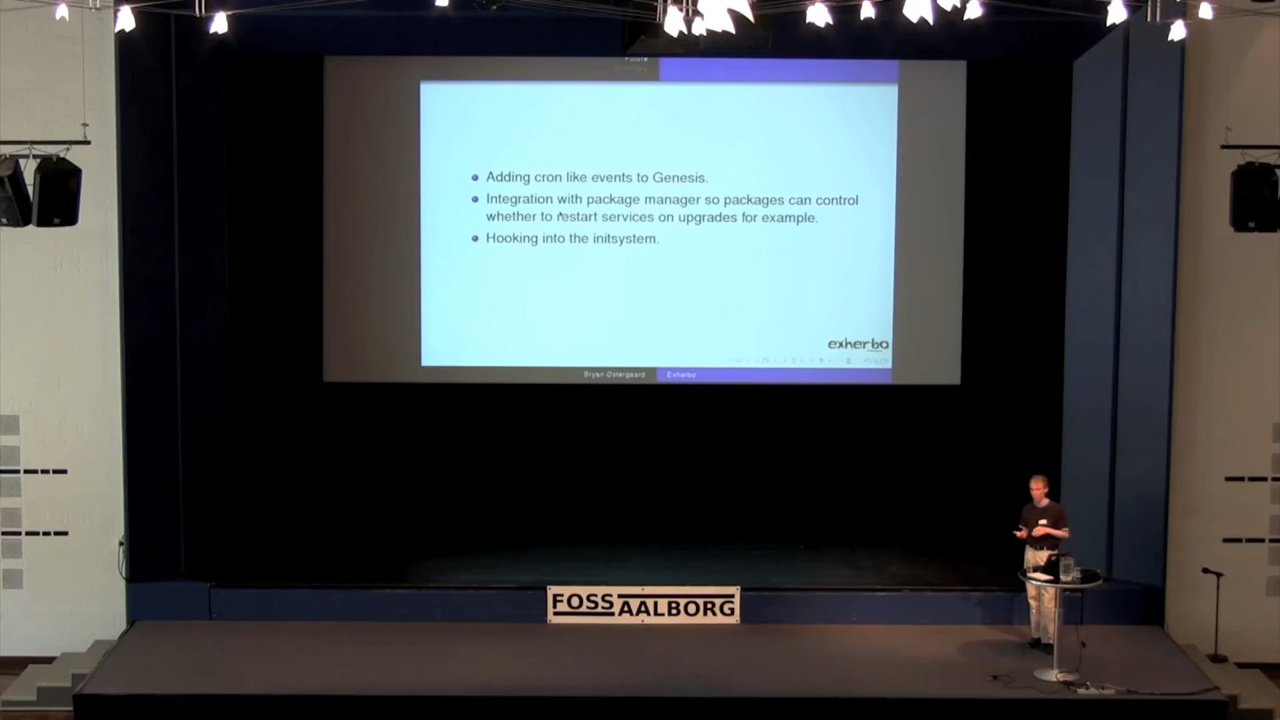 Future
Adding cron like events to Genesis.
Integration with package manager so packages can control
whether to restart services on upgrades for example.
Hooking into the initsystem.
exherbo
Bryan Østergaard Exherbo
FOSS AALBORG